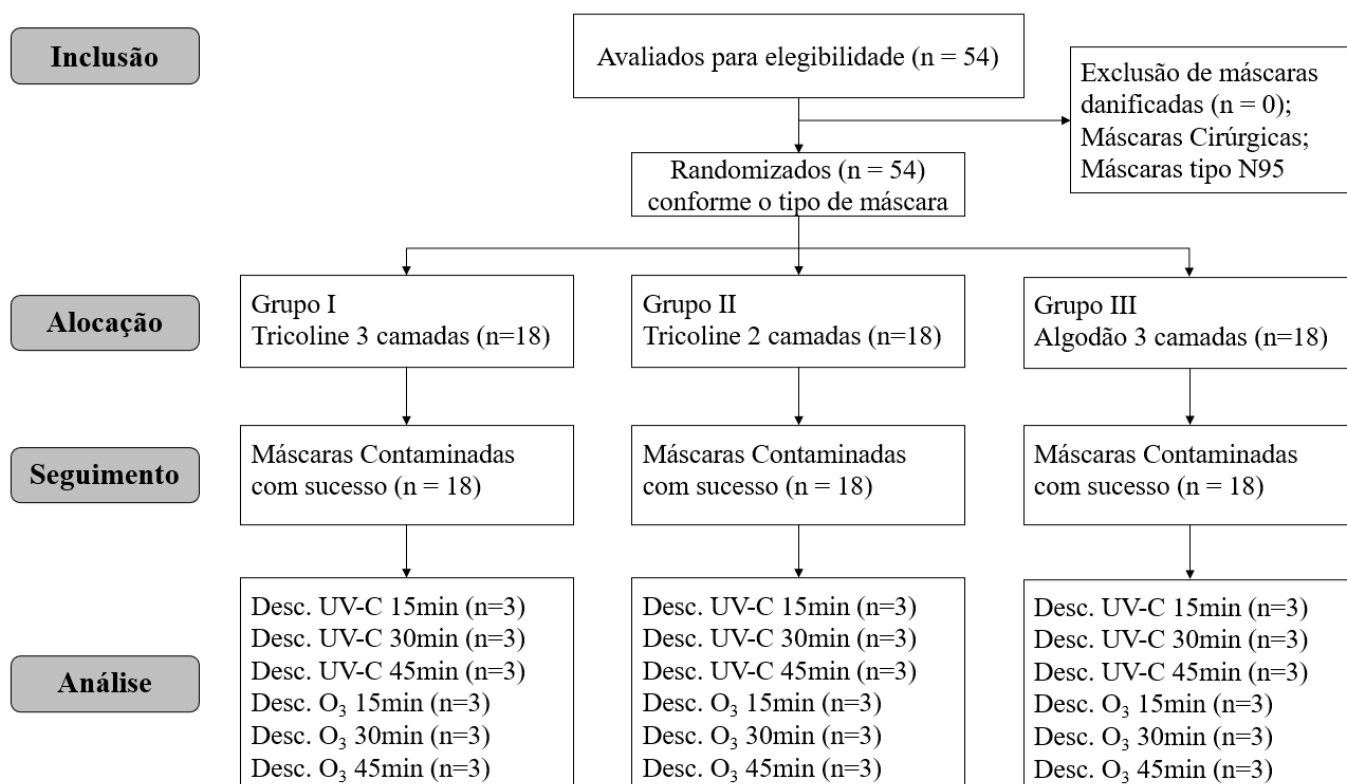 Inclusão
Avaliados para elegibilidade (n = 54)
Exclusão de máscaras
danificadas (n = 0);
Máscaras Cirúrgicas;
Máscaras tipo N95
Randomizados (n = 54)
conforme o tipo de máscara
Alocação
Grupo I
Tricoline 3 camadas (n=18)
Grupo II
Tricoline 2 camadas (n=18)
Grupo III
Algodão 3 camadas (n=18)
Seguimento
Máscaras Contaminadas
com sucesso (n = 18)
Máscaras Contaminadas
com sucesso (n = 18)
Máscaras Contaminadas
com sucesso (n = 18)
Análise
Desc. UV-C 15min (n=3)
Desc. UV-C 30min (n=3)
Desc. UV-C 45min (n=3)
Desc. O₃ 15min (n=3)
Desc. O₃ 30min (n=3)
Desc. O₃ 45min (n=3)
Desc. UV-C 15min (n=3)
Desc. UV-C 30min (n=3)
Desc. UV-C 45min (n=3)
Desc. O₃ 15min (n=3)
Desc. O₃ 30min (n=3)
Desc. O₃ 45min (n=3)
Desc. UV-C 15min (n=3)
Desc. UV-C 30min (n=3)
Desc. UV-C 45min (n=3)
Desc. O₃ 15min (n=3)
Desc. O₃ 30min (n=3)
Desc. O₃ 45min (n=3)